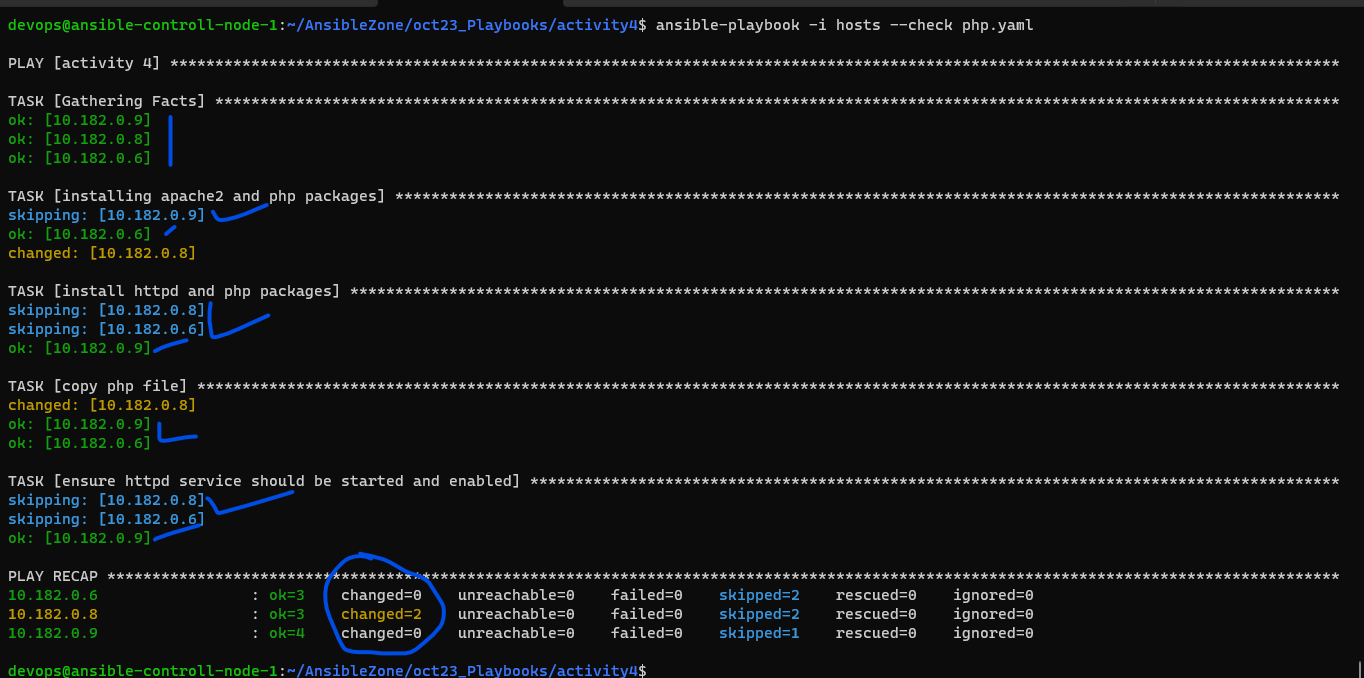 devops@ansible-controll-node-1:~/AnsibleZone/oct23_Playbooks/activity4$ ansible-playbook -i hosts --check php.yaml
PLAY [activity 4] **********************************************************************************************************************************
TASK [Gathering Facts] *****************************************************************************************************************************
ok: [10.182.0.9]
ok: [10.182.0.8]
ok: [10.182.0.6]
TASK [installing apache2 and php packages] *********************************************************************************************************
skipping: [10.182.0.9]
ok: [10.182.0.6]
changed: [10.182.0.8]
TASK [install httpd and php packages] **************************************************************************************************************
skipping: [10.182.0.8]
skipping: [10.182.0.6]
ok: [10.182.0.9]
TASK [copy php file] *******************************************************************************************************************************
changed: [10.182.0.8]
ok: [10.182.0.9]
ok: [10.182.0.6]
TASK [ensure httpd service should be started and enabled] ******************************************************************************************
skipping: [10.182.0.8]
skipping: [10.182.0.6]
ok: [10.182.0.9]
PLAY RECAP *****************************************************************************************************************************************
10.182.0.6                 : ok=3    changed=0    unreachable=0    failed=0    skipped=2    rescued=0    ignored=0
10.182.0.8                 : ok=3    changed=2    unreachable=0    failed=0    skipped=2    rescued=0    ignored=0
10.182.0.9                 : ok=4    changed=0    unreachable=0    failed=0    skipped=1    rescued=0    ignored=0
devops@ansible-controll-node-1:~/AnsibleZone/oct23_Playbooks/activity4$